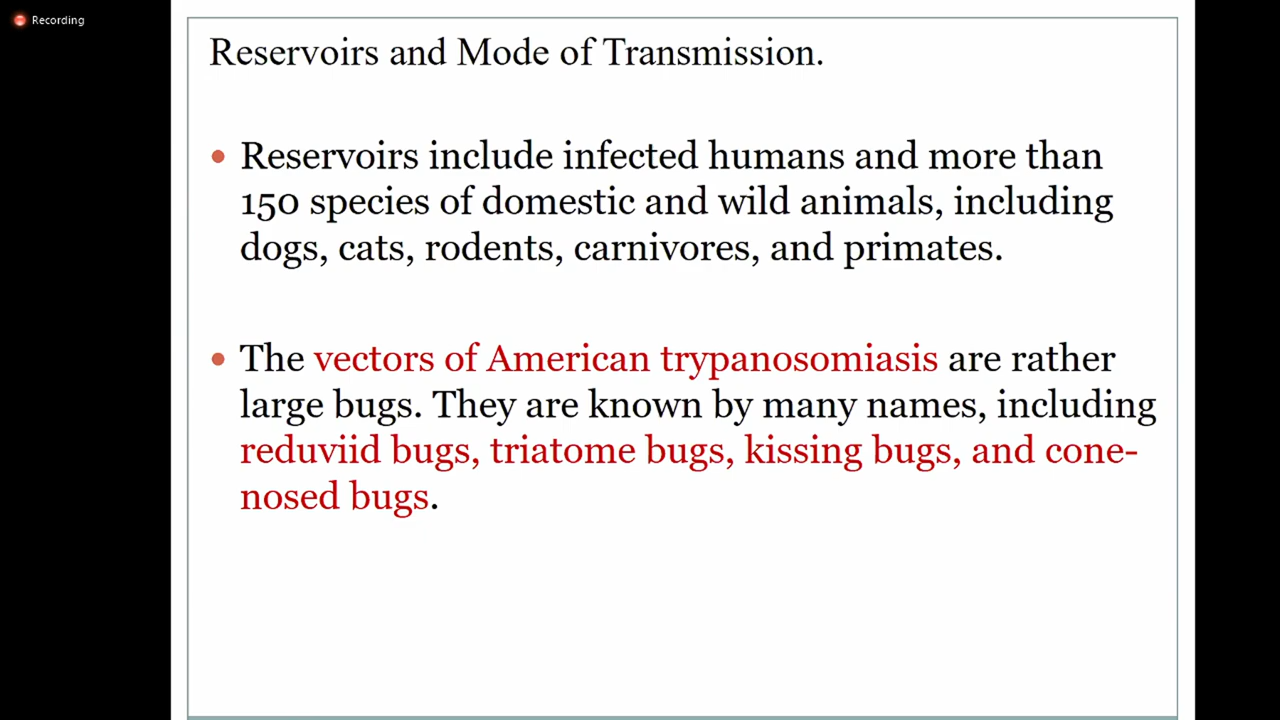 Recording
Reservoirs and Mode of Transmission.
• Reservoirs include infected humans and more than
150 species of domestic and wild animals, including
dogs, cats, rodents, carnivores, and primates.
• The vectors of American trypanosomiasis are rather
large bugs. They are known by many names, including
reduviid bugs, triatome bugs, kissing bugs, and cone-
nosed bugs.